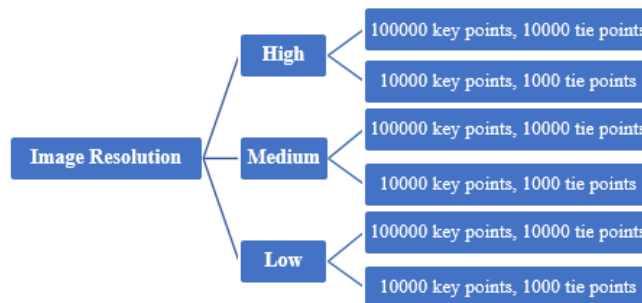 100000 key points, 10000 tie points
High
10000 key points, 1000 tie points
100000 key points, 10000 tie points
Image Resolution
Medium
10000 key points, 1000 tie points
100000 key points, 10000 tie points
Low
10000 key points, 1000 tie points